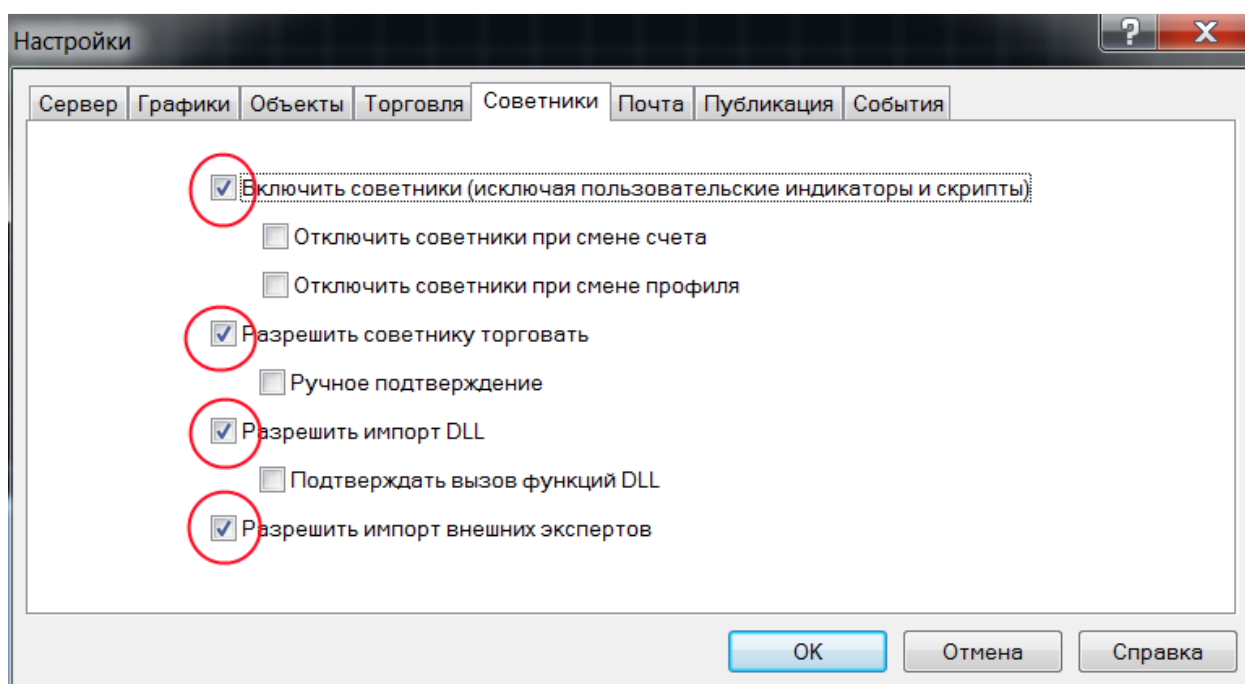 Настройки
Сервер Графики Объекты Торговля Советники Почта Публикация События
Включить советники (исключая пользовательские индикаторы и скрипты)
Отключить советники при смене счета
Отключить советники при смене профиля
Разрешить советнику торговать
Ручное подтверждение
Разрешить импорт DLL
Подтверждать вызов функций DLL
Разрешить импорт внешних экспертов
OK Отмена Справка